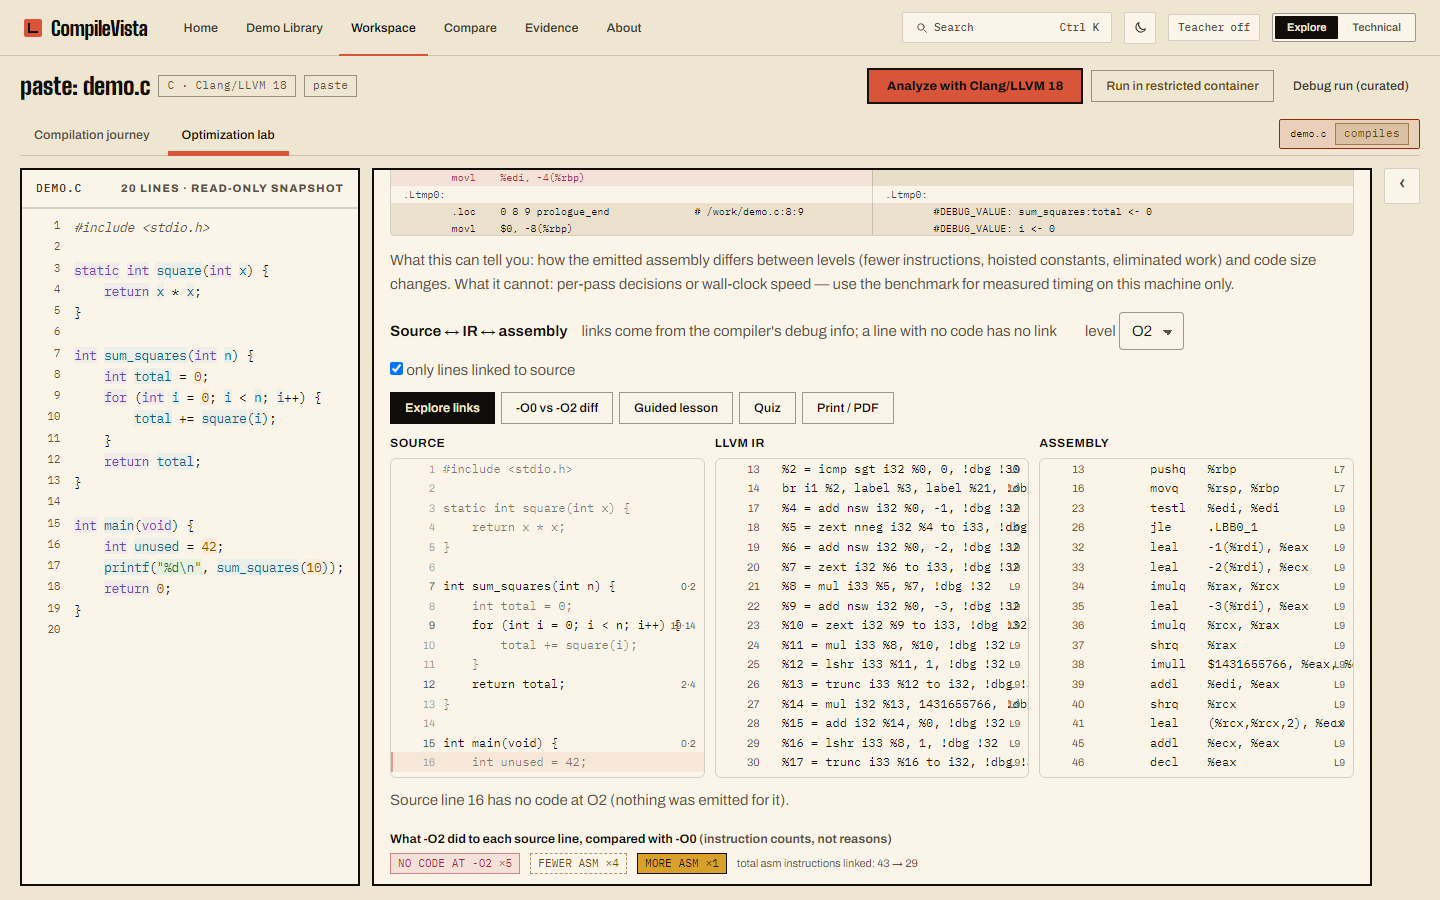 CompileVista
Home Demo Library Workspace Compare Evidence About
Search Ctrl K
Teacher off
Explore Technical
paste: demo.c C · Clang/LLVM 18 paste
Analyze with Clang/LLVM 18 Run in restricted container Debug run (curated)
Compilation journey Optimization lab
demo.c compiles
DEMO.C 20 LINES · READ-ONLY SNAPSHOT
1 #include <stdio.h>
2
3 static int square(int x) {
4 return x * x;
5 }
6
7 int sum_squares(int n) {
8 int total = 0;
9 for (int i = 0; i < n; i++) {
10 total += square(i);
11 }
12 return total;
13 }
14
15 int main(void) {
16 int unused = 42;
17 printf("%d\n", sum_squares(10));
18 return 0;
19 }
20
movl %edi, -4(%rbp)
.Ltmp0: .Ltmp0:
.loc 0 8 9 prologue_end # /work/demo.c:8:9 #DEBUG_VALUE: sum_squares:total <- 0
movl $0, -8(%rbp) #DEBUG_VALUE: i <- 0
What this can tell you: how the emitted assembly differs between levels (fewer instructions, hoisted constants, eliminated work) and code size
changes. What it cannot: per-pass decisions or wall-clock speed — use the benchmark for measured timing on this machine only.
Source ↔ IR ↔ assembly links come from the compiler's debug info; a line with no code has no link level O2
only lines linked to source
Explore links -O0 vs -O2 diff Guided lesson Quiz Print / PDF
SOURCE
1 #include <stdio.h>
2
3 static int square(int x) {
4 return x * x;
5 }
6
7 int sum_squares(int n) { 0·2
8 int total = 0;
9 for (int i = 0; i < n; i++) {
10 total += square(i);
11 }
12 return total; 2·4
13 }
14
15 int main(void) { 0·2
16 int unused = 42;
LLVM IR
13 %2 = icmp sgt i32 %0, 0, !dbg
14 br i1 %2, label %3, label %21,
17 %4 = add nsw i32 %0, -1, !dbg
18 %5 = zext nneg i32 %4 to i33,
19 %6 = add nsw i32 %0, -2, !dbg
20 %7 = zext i32 %6 to i33, !dbg
21 %8 = mul i33 %5, %7, !dbg !32 L9
22 %9 = add nsw i32 %0, -3, !dbg
23 %10 = zext i32 %9 to i33, !dbg
24 %11 = mul i33 %8, %10, !dbg !32 L9
25 %12 = lshr i33 %11, 1, !dbg !32 L9
26 %13 = trunc i33 %12 to i32,
27 %14 = mul i32 %13, 1431655766,
28 %15 = add i32 %14, %0, !dbg !32 L9
29 %16 = lshr i33 %8, 1, !dbg !32 L9
30 %17 = trunc i33 %16 to i32,
ASSEMBLY
13 pushq %rbp L7
16 movq %rsp, %rbp L7
23 testl %edi, %edi L9
26 jle .LBB0_1 L9
32 leal -1(%rdi), %eax L9
33 leal -2(%rdi), %ecx L9
34 imulq %rax, %rcx L9
35 leal -3(%rdi), %eax L9
36 imulq %rcx, %rax L9
37 shrq %rax L9
38 imull $1431655766, %eax,
39 addl %edi, %eax L9
40 shrq %rcx L9
41 leal (%rcx,%rcx,2),
45 addl %ecx, %eax L9
46 decl %eax L9
Source line 16 has no code at O2 (nothing was emitted for it).
What -O2 did to each source line, compared with -O0 (instruction counts, not reasons)
NO CODE AT -O2 ×5 FEWER ASM ×4 MORE ASM ×1 total asm instructions linked: 43 → 29